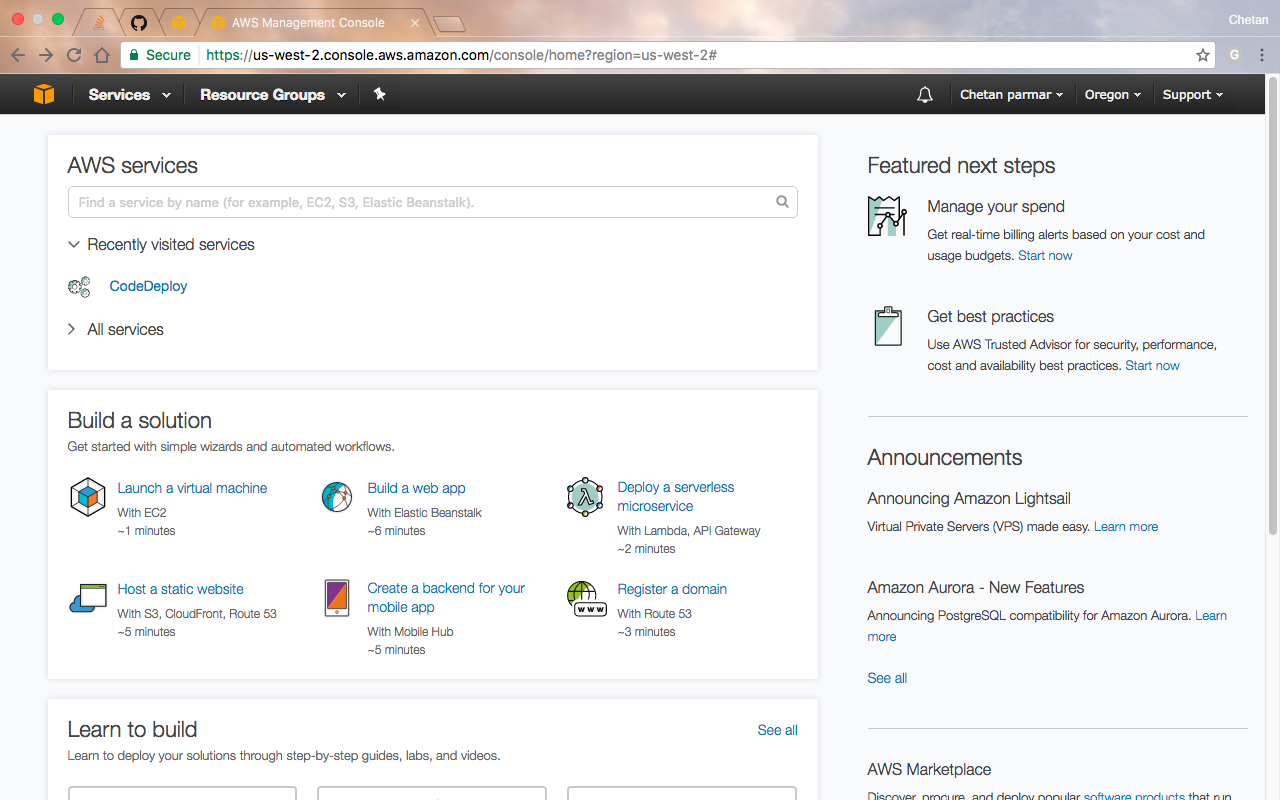 AWS Management Console
Chetan
Secure
https://us-west-2.console.aws.amazon.com/console/home?region=us-west-2#
G
Services
Resource Groups
Chetan parmar
Oregon
Support
AWS services
Find a service by name (for example, EC2, S3, Elastic Beanstalk).
Recently visited services
CodeDeploy
All services
Build a solution
Get started with simple wizards and automated workflows.
Launch a virtual machine
With EC2
~1 minutes
Build a web app
With Elastic Beanstalk
~6 minutes
Deploy a serverless
microservice
With Lambda, API Gateway
~2 minutes
Host a static website
With S3, CloudFront, Route 53
~5 minutes
Create a backend for your
mobile app
With Mobile Hub
~5 minutes
www
Register a domain
With Route 53
~3 minutes
Learn to build
See all
Learn to deploy your solutions through step-by-step guides, labs, and videos.
Featured next steps
Manage your spend
Get real-time billing alerts based on your cost and
usage budgets. Start now
Get best practices
Use AWS Trusted Advisor for security, performance,
cost and availability best practices. Start now
Announcements
Announcing Amazon Lightsail
Virtual Private Servers (VPS) made easy. Learn more
Amazon Aurora - New Features
Announcing PostgreSQL compatibility for Amazon Aurora. Learn
more
See all
AWS Marketplace
Discover, procure, and deploy popular software products that run